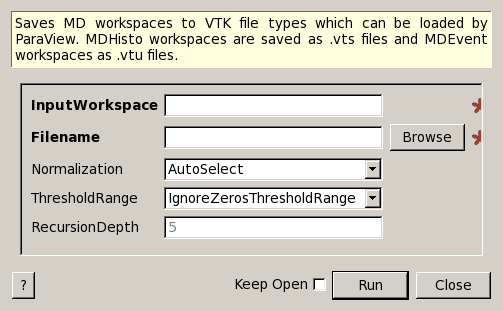 Saves MD workspaces to VTK file types which can be loaded by
ParaView. MDHisto workspaces are saved as .vts files and MDEvent
workspaces as .vtu files.
InputWorkspace
Filename Browse
Normalization AutoSelect
ThresholdRange IgnoreZerosThresholdRange
RecursionDepth 5
? Keep Open Run Close